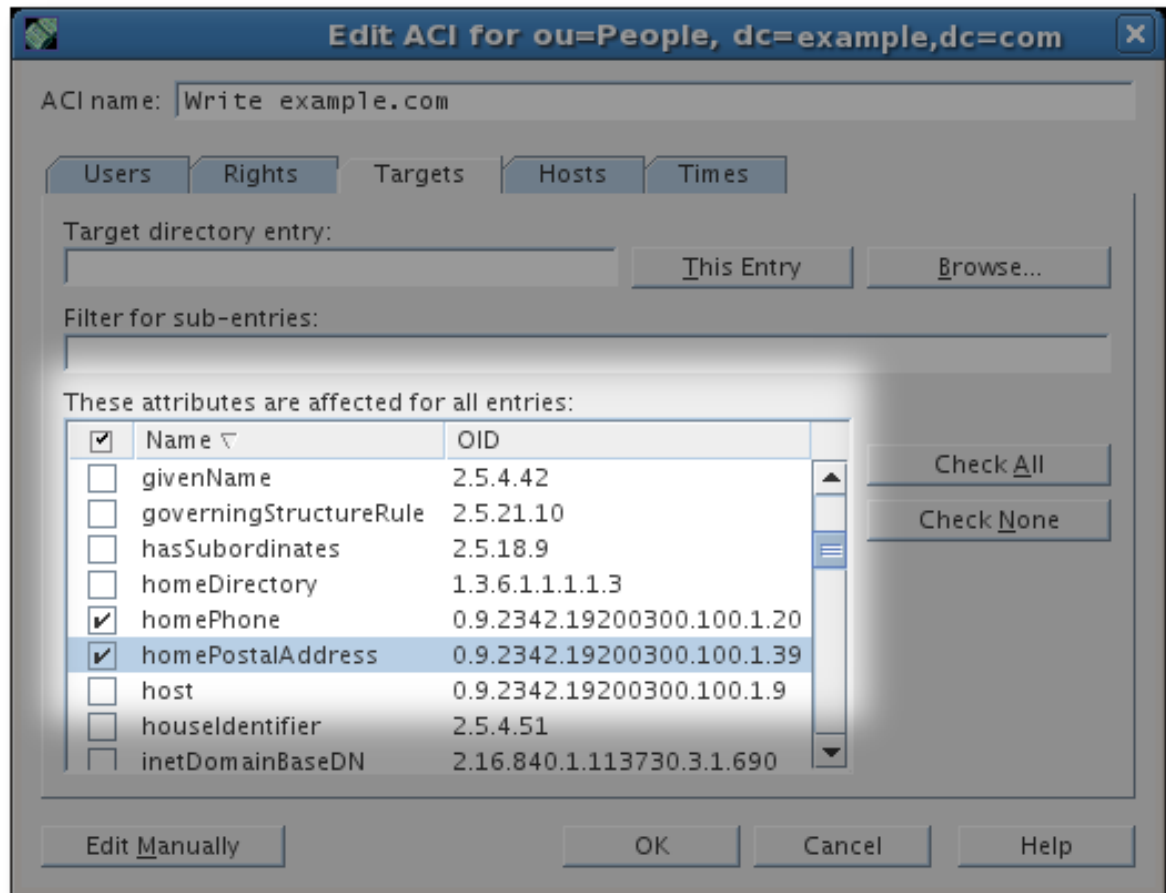 Edit ACI for ou=People, dc=example,dc=com
ACI name: Write example.com
Users Rights Targets Hosts Times
Target directory entry:
This Entry Browse...
Filter for sub-entries:
These attributes are affected for all entries:
Name OID
givenName 2.5.4.42
governingStructureRule 2.5.21.10
hasSubordinates 2.5.18.9
homeDirectory 1.3.6.1.1.1.1.3
homePhone 0.9.2342.19200300.100.1.20
homePostalAddress 0.9.2342.19200300.100.1.39
host 0.9.2342.19200300.100.1.9
houseIdentifier 2.5.4.51
inetDomainBaseDN 2.16.840.1.113730.3.1.690
Check All
Check None
Edit Manually OK Cancel Help